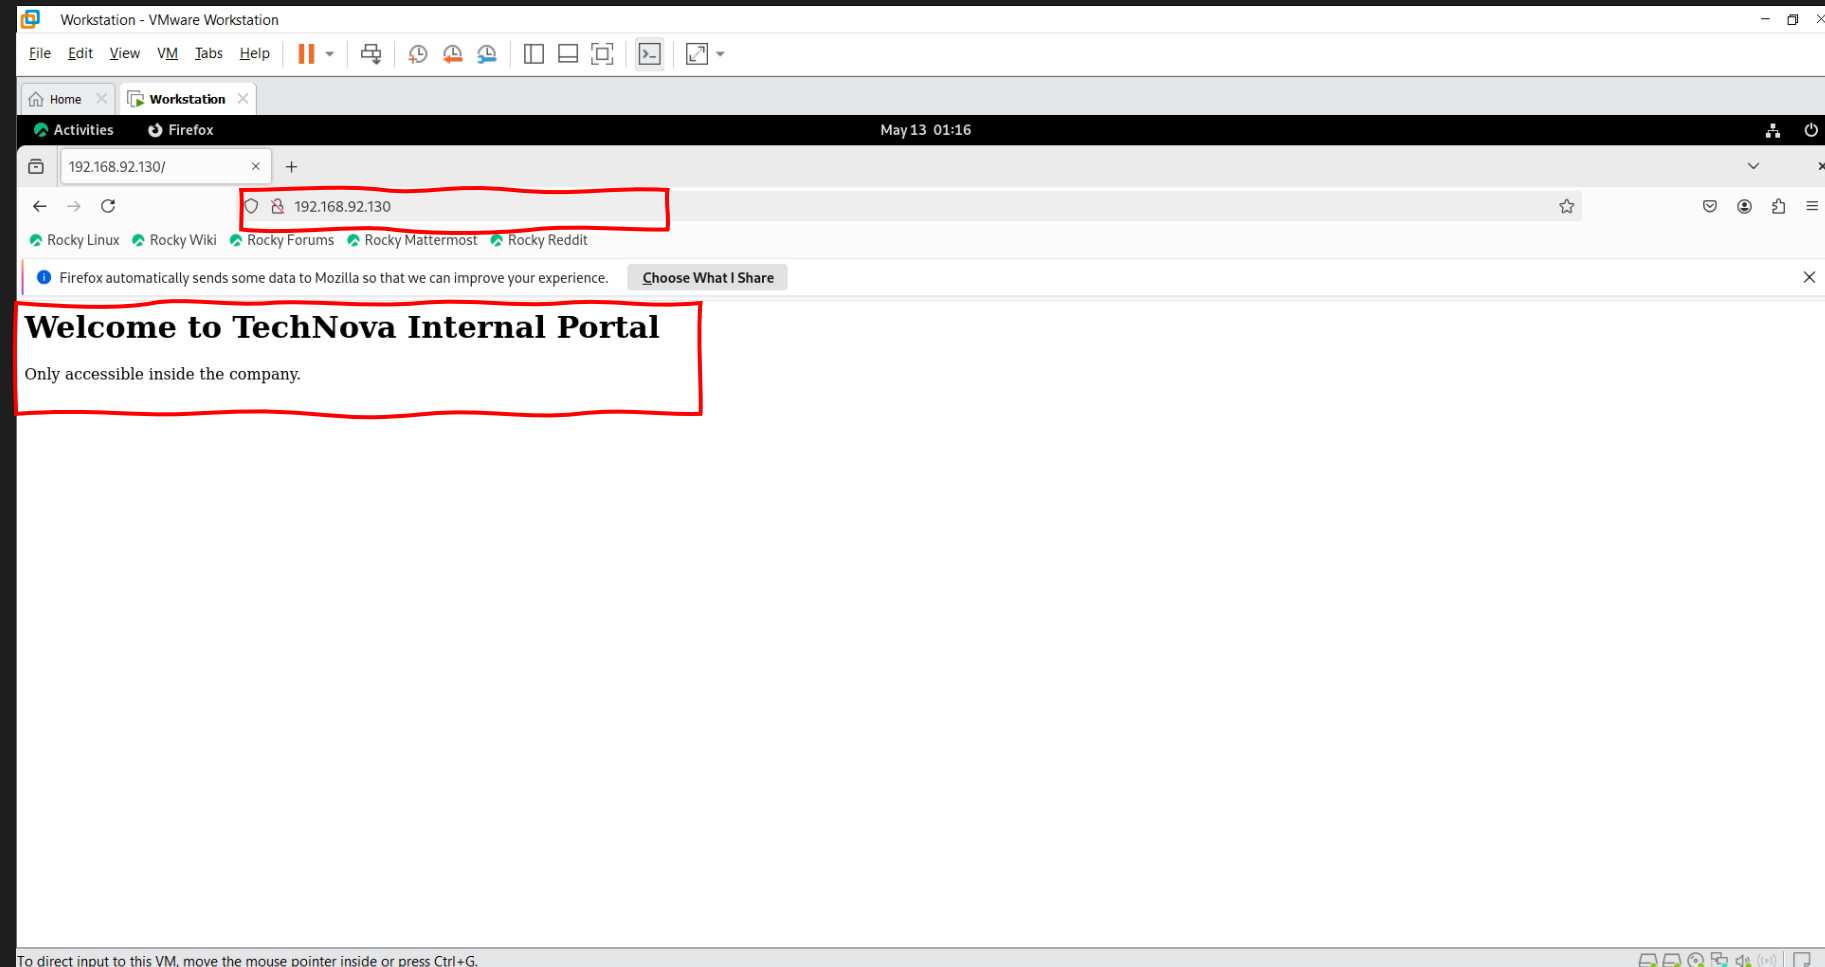 Workstation - VMware Workstation
File Edit View VM Tabs Help
Home Workstation
Activities Firefox May 13 01:16
192.168.92.130/
192.168.92.130
Rocky Linux Rocky Wiki Rocky Forums Rocky Mattermost Rocky Reddit
Firefox automatically sends some data to Mozilla so that we can improve your experience. Choose What I Share
Welcome to TechNova Internal Portal
Only accessible inside the company.
To direct input to this VM, move the mouse pointer inside or press Ctrl+G.